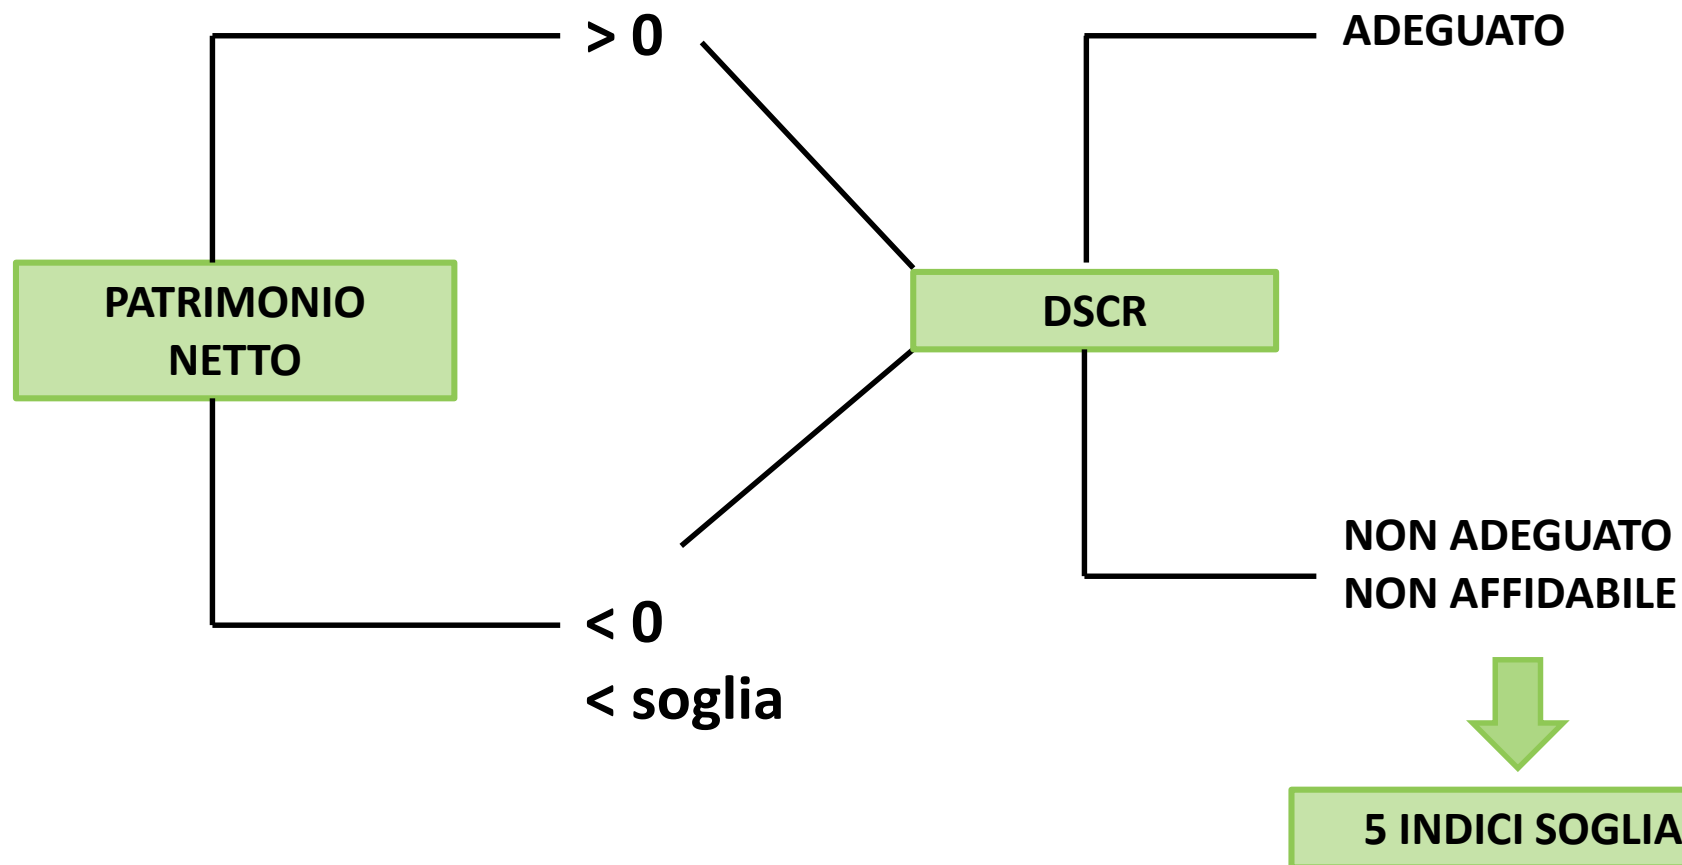 > 0
ADEGUATO
PATRIMONIO
NETTO
DSCR
NON ADEGUATO
NON AFFIDABILE
< 0
< soglia
5 INDICI SOGLIA